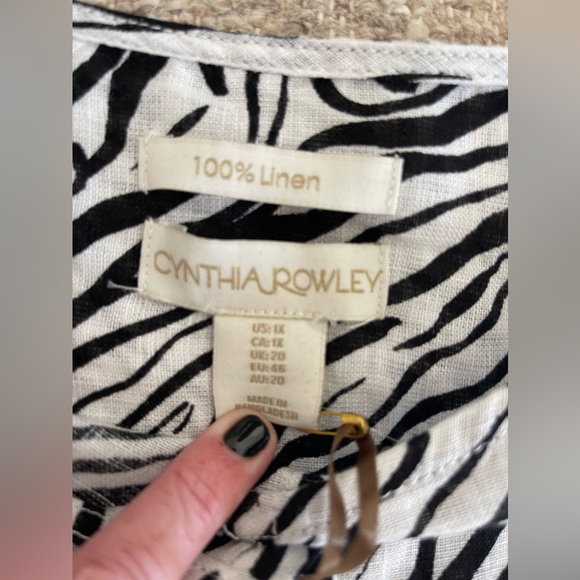 100% Linen
CYNTHIA ROWLEY
US: 1X
CA: 1X
UK: 20
EU: 46
AU: 20
MADE IN
BANGLADESH